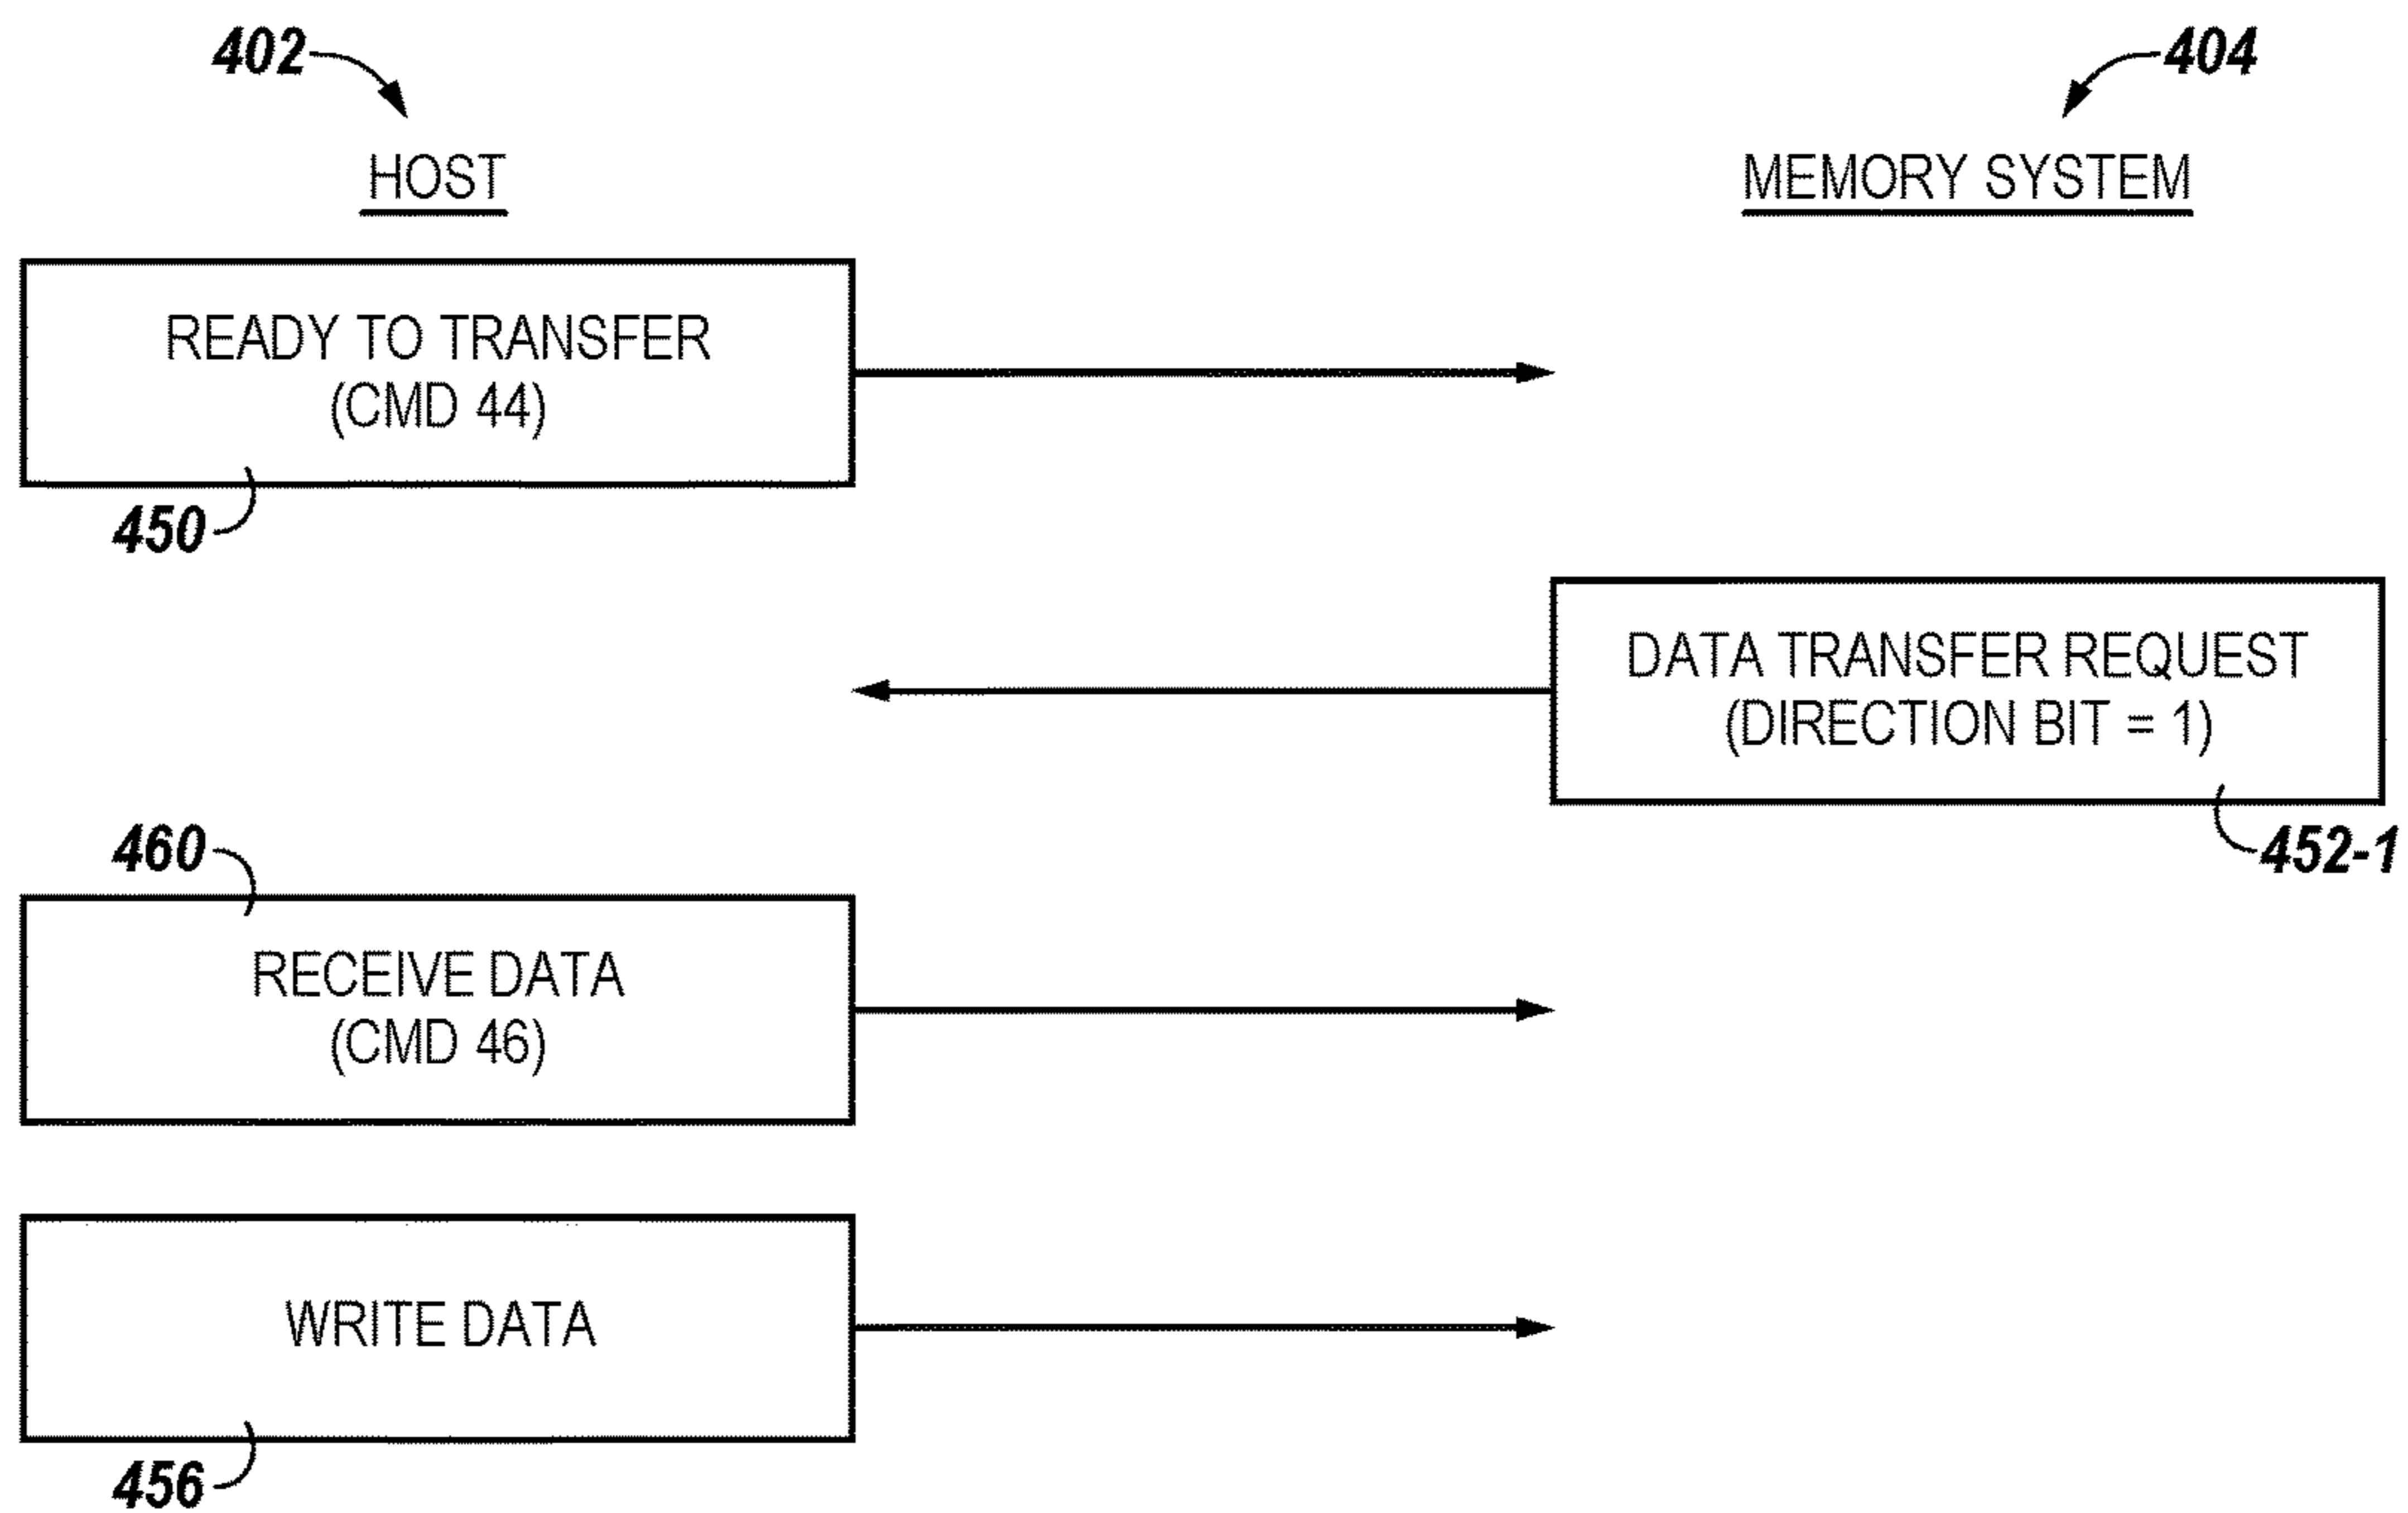 402
404
HOST
MEMORY SYSTEM
READY TO TRANSFER
(CMD 44)
450
DATA TRANSFER REQUEST
(DIRECTION BIT = 1)
452-1
460
RECEIVE DATA
(CMD 46)
WRITE DATA
456